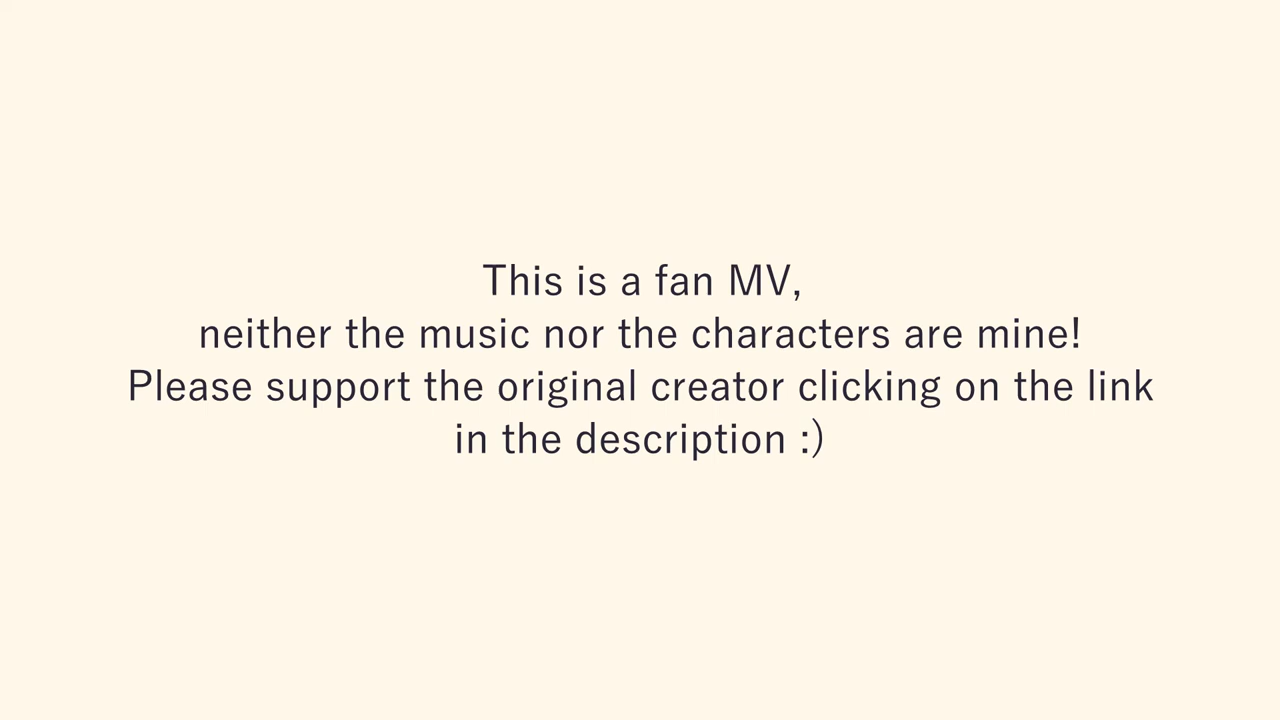 This is a fan MV,
neither the music nor the characters are mine!
Please support the original creator clicking on the link
in the description :)